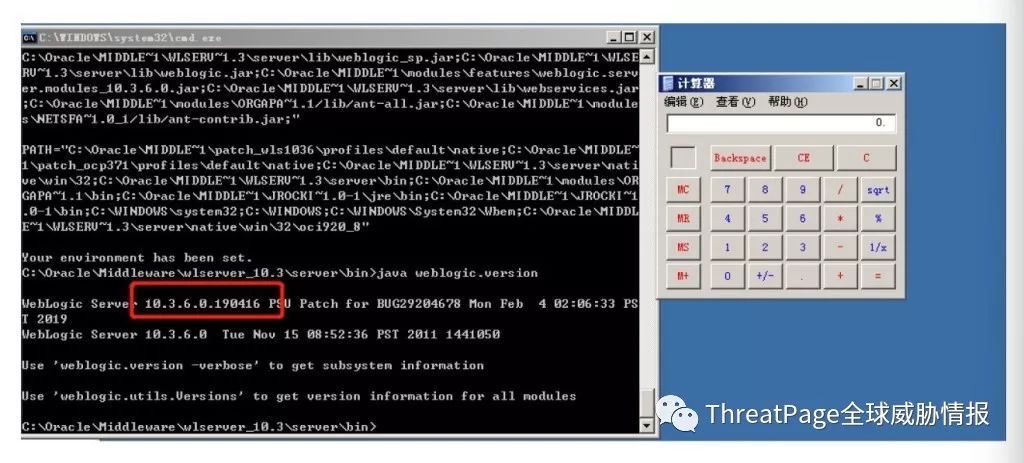 C:\WINDOWS\system32\cmd.exe
C:\Oracle\MIDDLE~1\WLSERV~1.3\server\lib\weblogic_sp.jar;C:\Oracle\MIDDLE~1\WLSE
RV~1.3\server\lib\weblogic.jar;C:\Oracle\MIDDLE~1\modules\features\weblogic.serv
er.modules_10.3.6.0.jar;C:\Oracle\MIDDLE~1\WLSERV~1.3\server\lib\webservices.jar
;C:\Oracle\MIDDLE~1\modules\ORGAPA~1.1/lib/ant-all.jar;C:\Oracle\MIDDLE~1\module
s\NETSFA~1.0_1/lib/ant-contrib.jar;"
PATH="C:\Oracle\MIDDLE~1\patch_wls1036\profiles\default\native;C:\Oracle\MIDDLE~
1\patch_ocp371\profiles\default\native;C:\Oracle\MIDDLE~1\WLSERV~1.3\server\nati
ve\win\32;C:\Oracle\MIDDLE~1\WLSERV~1.3\server\bin;C:\Oracle\MIDDLE~1\modules\OR
GAPA~1.1\bin;C:\Oracle\MIDDLE~1\JROCKI~1.0-1\jre\bin;C:\Oracle\MIDDLE~1\JROCKI~1
.0-1\bin;C:\WINDOWS\system32;C:\WINDOWS;C:\WINDOWS\System32\Wbem;C:\Oracle\MIDDL
E~1\WLSERV~1.3\server\native\win\32\oci920_8"
Your environment has been set.
C:\Oracle\Middleware\wlserver_10.3\server\bin>java weblogic.version
WebLogic Server 10.3.6.0.190416 PSU Patch for BUG29204678 Mon Feb  4 02:06:33 PS
T 2019
WebLogic Server 10.3.6.0  Tue Nov 15 08:52:36 PST 2011 1441050
Use 'weblogic.version -verbose' to get subsystem information
Use 'weblogic.utils.Versions' to get version information for all modules
C:\Oracle\Middleware\wlserver_10.3\server\bin>
计算器
编辑(E) 查看(V) 帮助(H)
0.
Backspace CE C
MC 7 8 9 / sqrt
MR 4 5 6 * %
MS 1 2 3 - 1/x
M+ 0 +/- . + =
ThreatPage全球威胁情报